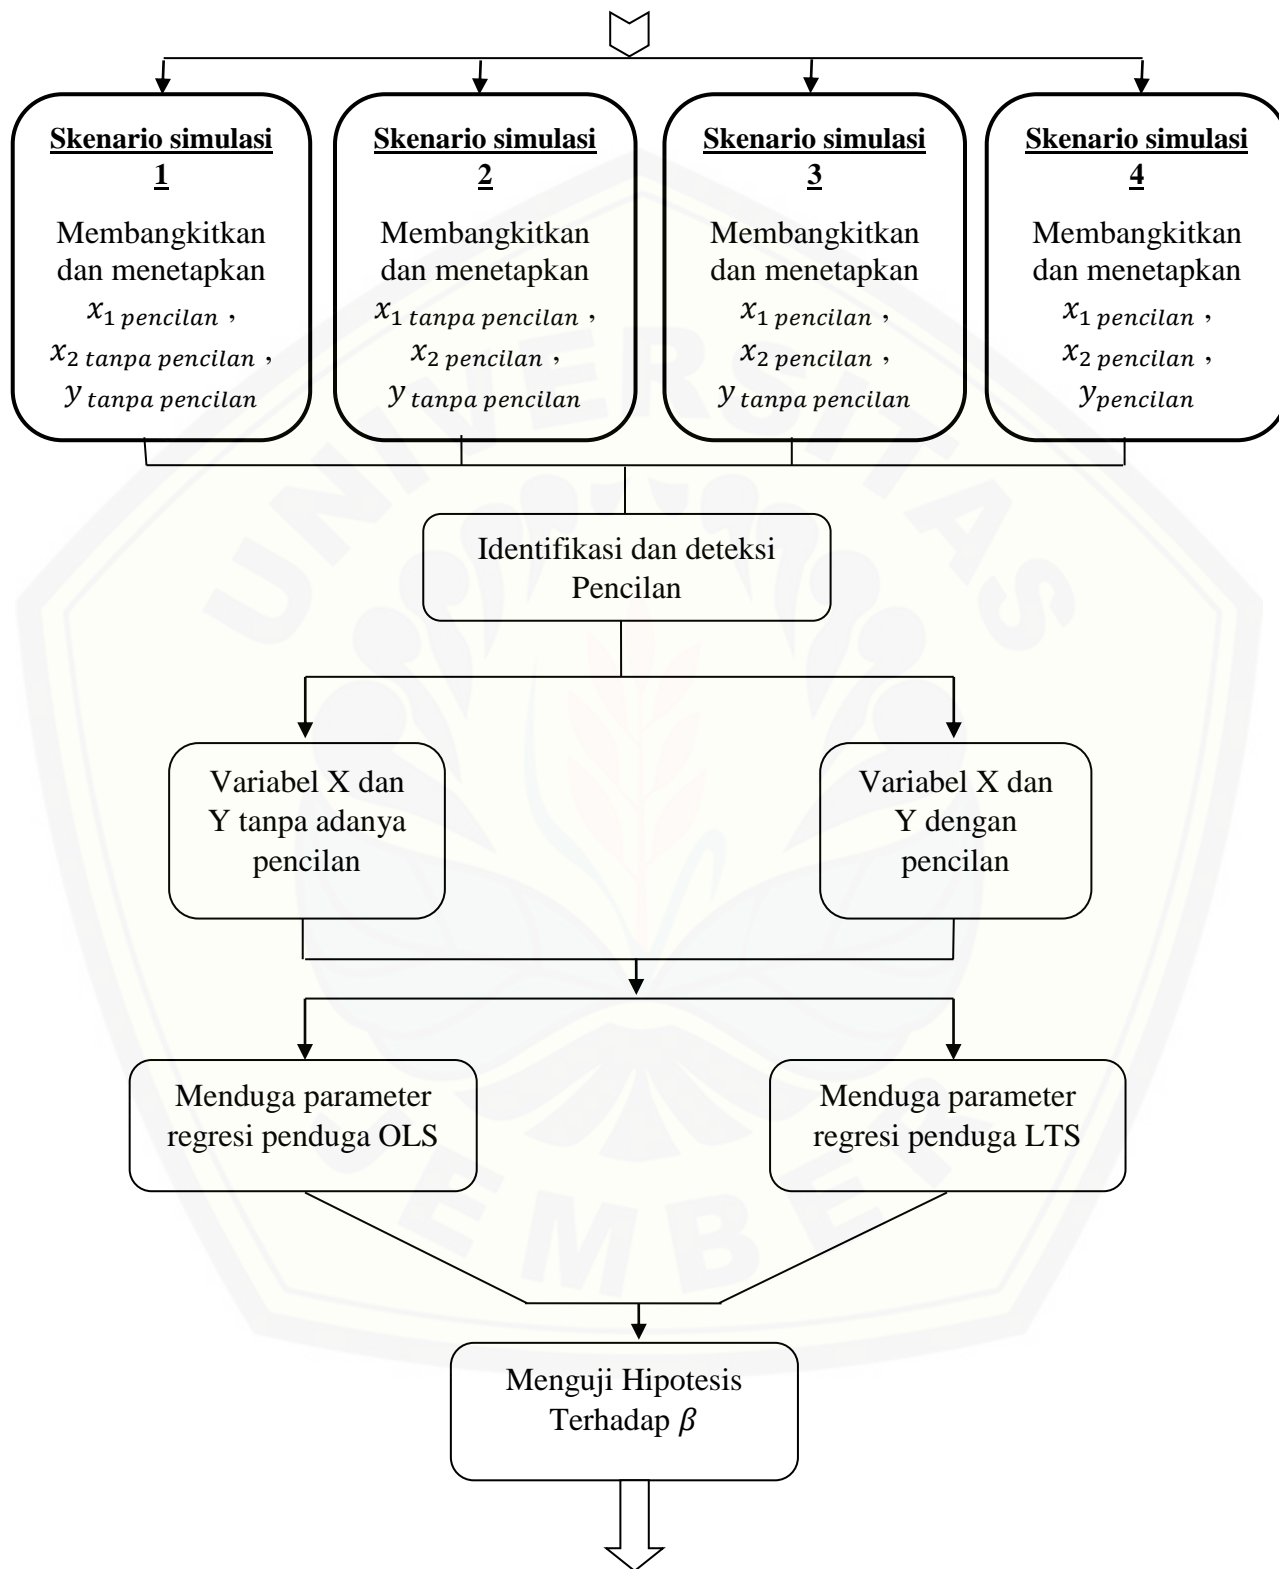 Skenario simulasi
1
Membangkitkan
dan menetapkan
x₁ pencilan ,
x₂ tanpa pencilan ,
y tanpa pencilan
Skenario simulasi
2
Membangkitkan
dan menetapkan
x₁ tanpa pencilan ,
x₂ pencilan ,
y tanpa pencilan
Skenario simulasi
3
Membangkitkan
dan menetapkan
x₁ pencilan ,
x₂ pencilan ,
y tanpa pencilan
Skenario simulasi
4
Membangkitkan
dan menetapkan
x₁ pencilan ,
x₂ pencilan ,
y pencilan
Identifikasi dan deteksi
Pencilan
Variabel X dan
Y tanpa adanya
pencilan
Variabel X dan
Y dengan
pencilan
Menduga parameter
regresi penduga OLS
Menduga parameter
regresi penduga LTS
Menguji Hipotesis
Terhadap β
UNIVERSITAS
JEMBER